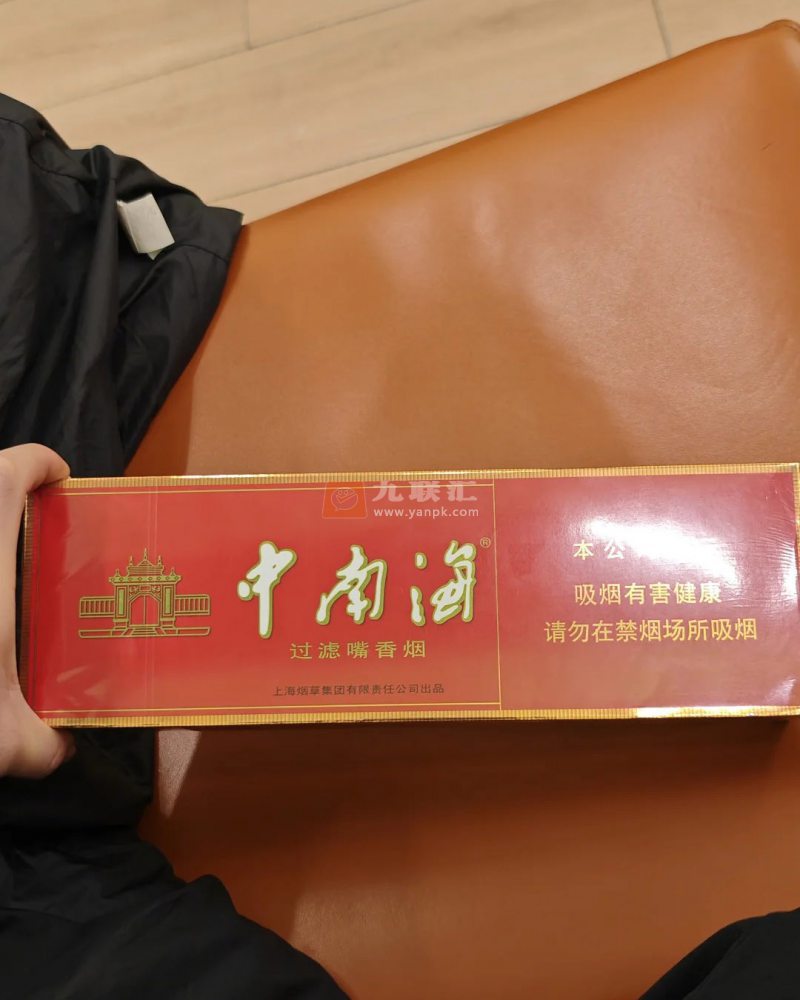 九联汇
www.yanpk.com
中南海®
过滤嘴香烟
上海烟草集团有限责任公司出品
本公
吸烟有害健康
请勿在禁烟场所吸烟